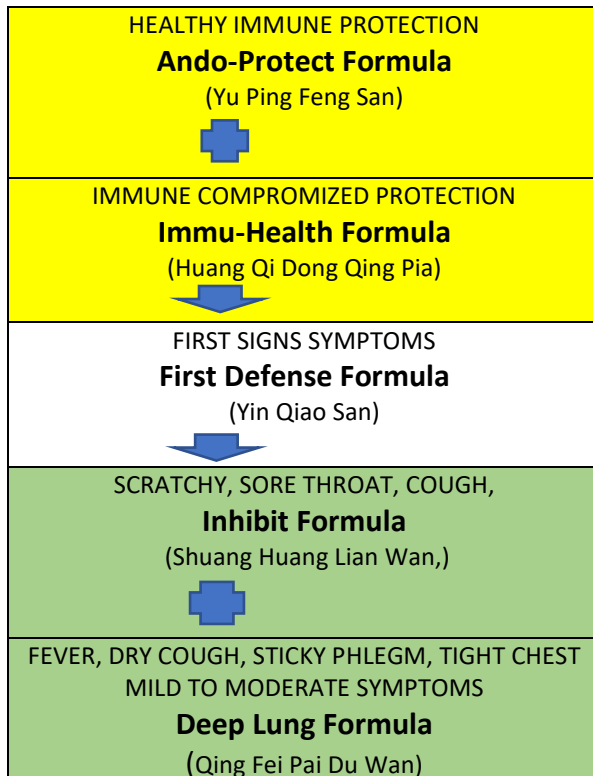 HEALTHY IMMUNE PROTECTION
Ando-Protect Formula
(Yu Ping Feng San)
IMMUNE COMPROMIZED PROTECTION
Immu-Health Formula
(Huang Qi Dong Qing Pia)
FIRST SIGNS SYMPTOMS
First Defense Formula
(Yin Qiao San)
SCRATCHY, SORE THROAT, COUGH,
Inhibit Formula
(Shuang Huang Lian Wan,)
FEVER, DRY COUGH, STICKY PHLEGM, TIGHT CHEST
MILD TO MODERATE SYMPTOMS
Deep Lung Formula
(Qing Fei Pai Du Wan)